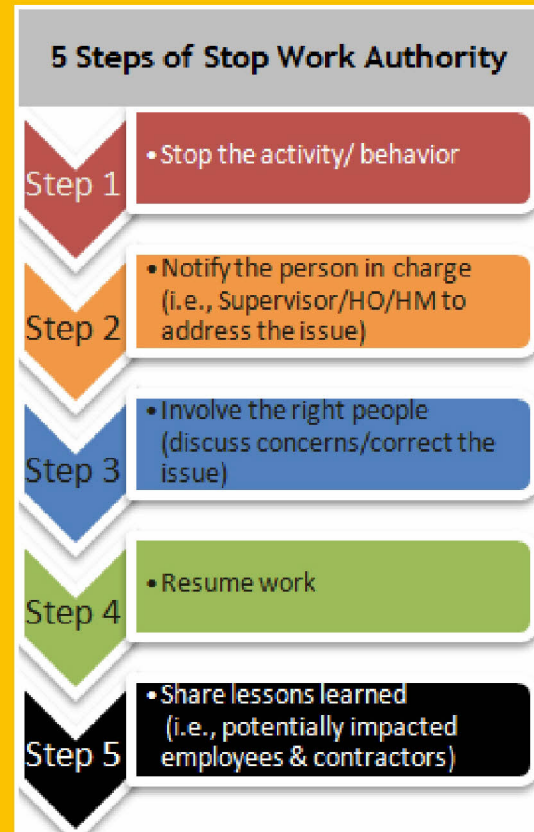 5 Steps of Stop Work Authority
Step 1
• Stop the activity/ behavior
Step 2
• Notify the person in charge
(i.e., Supervisor/HO/HM to
address the issue)
Step 3
• Involve the right people
(discuss concerns/correct the
issue)
Step 4
• Resume work
Step 5
• Share lessons learned
(i.e., potentially impacted
employees & contractors)